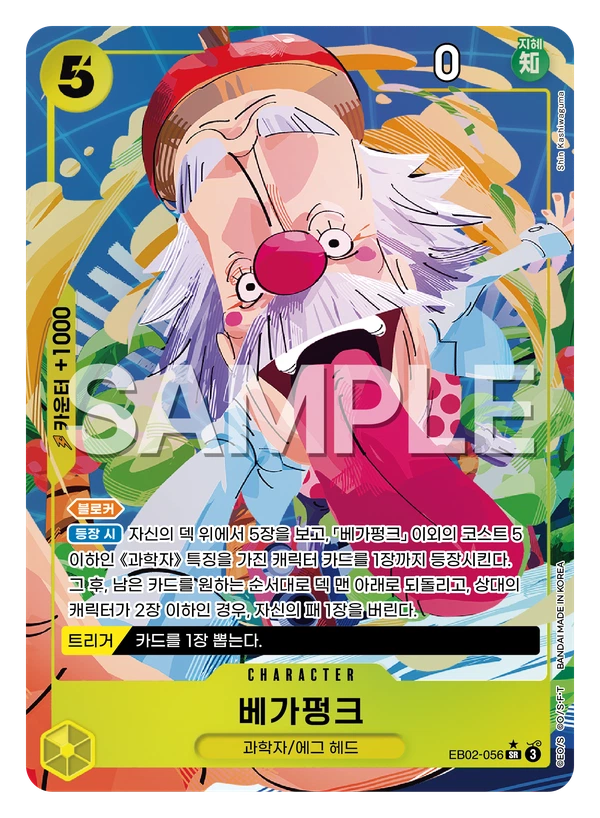 5
0
지혜
知
Shin Kashiwaguma
카운터 +1000
SAMPLE
블로커
등장 시 자신의 덱 위에서 5장을 보고, 「베가펑크」 이외의 코스트 5
이하인 《과학자》 특징을 가진 캐릭터 카드를 1장까지 등장시킨다.
그 후, 남은 카드를 원하는 순서대로 덱 맨 아래로 되돌리고, 상대의
캐릭터가 2장 이하인 경우, 자신의 패 1장을 버린다.
트리거 카드를 1장 뽑는다.
CHARACTER
베가펑크
과학자/에그 헤드
EB02-056 SR 3
©EO/S ©O/S·F·T BANDAI MADE IN KOREA